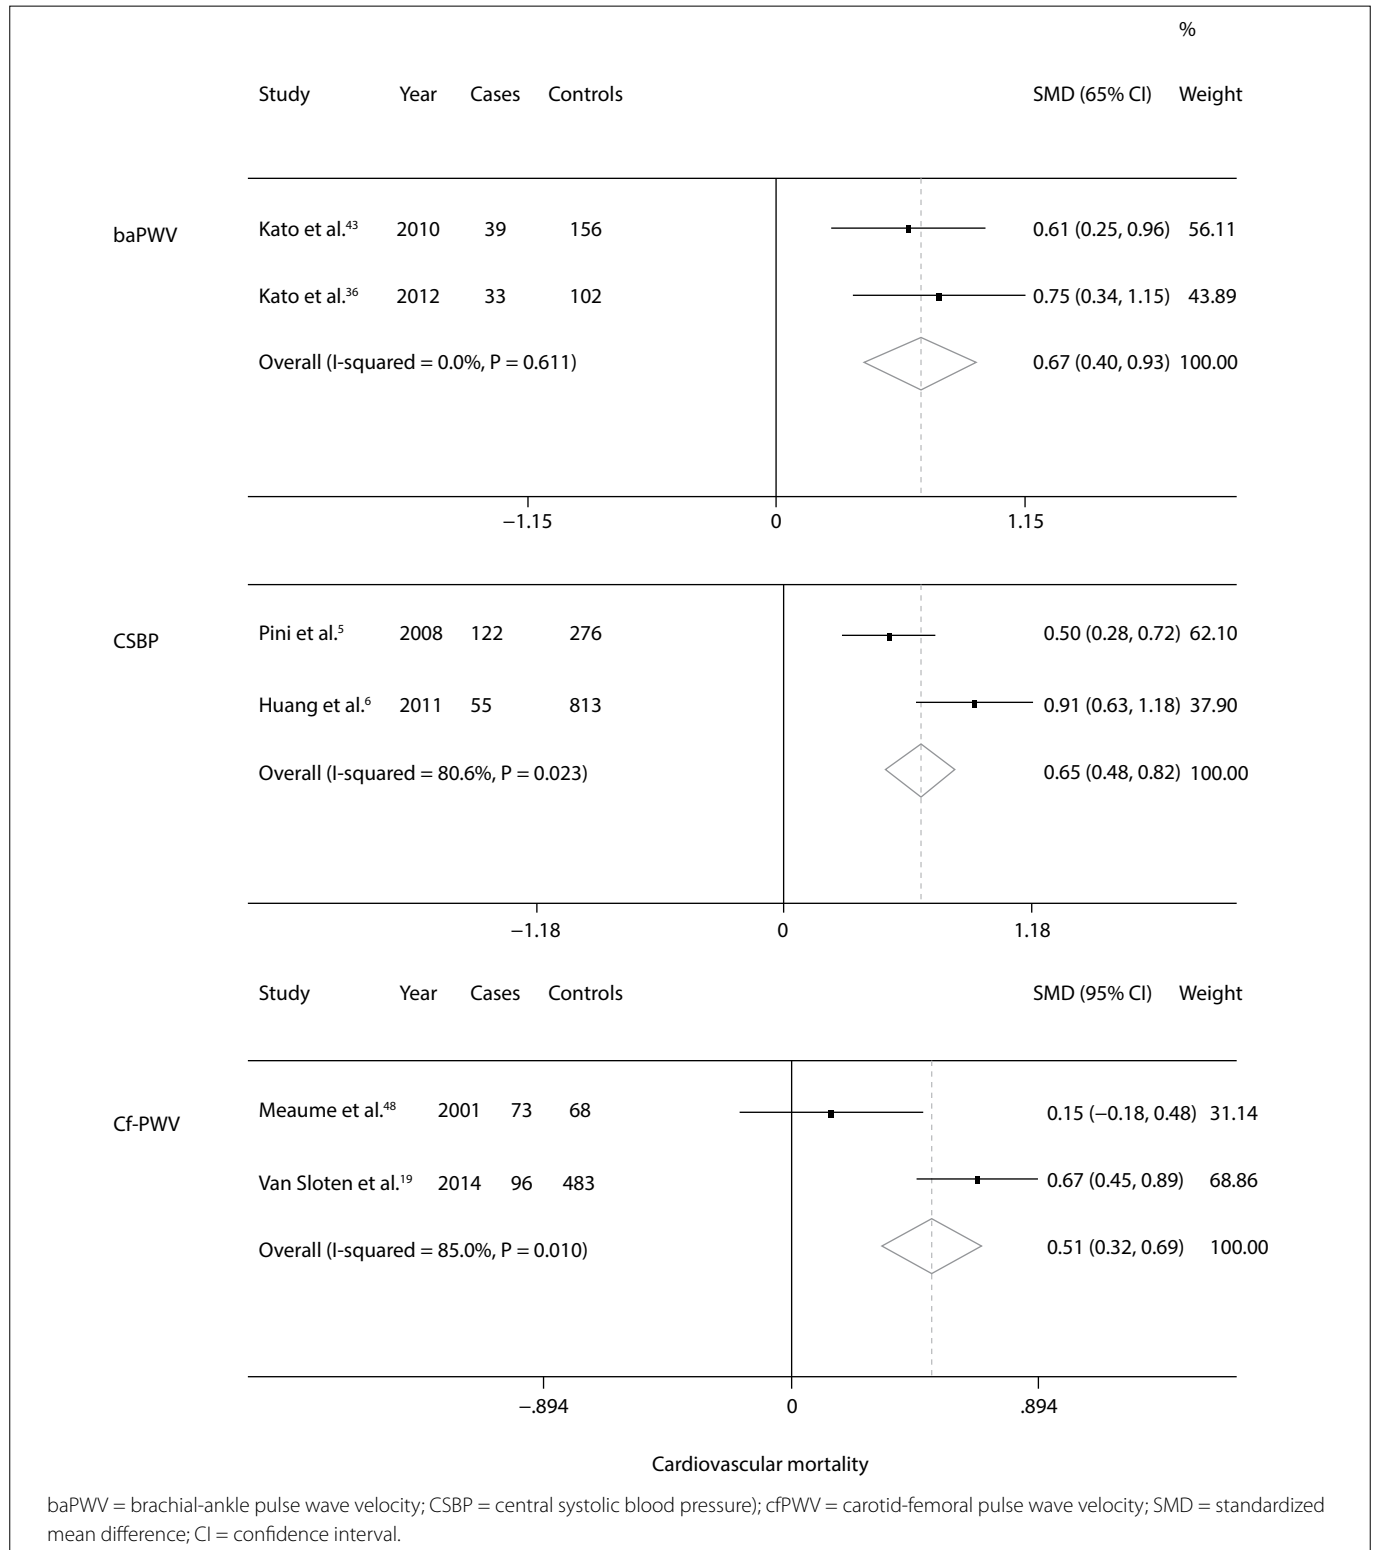 %
Study Year Cases Controls SMD (65% CI) Weight
baPWV
Kato et al.43 2010 39 156 0.61 (0.25, 0.96) 56.11
Kato et al.36 2012 33 102 0.75 (0.34, 1.15) 43.89
Overall (I-squared = 0.0%, P = 0.611) 0.67 (0.40, 0.93) 100.00
−1.15 0 1.15
CSBP
Pini et al.5 2008 122 276 0.50 (0.28, 0.72) 62.10
Huang et al.6 2011 55 813 0.91 (0.63, 1.18) 37.90
Overall (I-squared = 80.6%, P = 0.023) 0.65 (0.48, 0.82) 100.00
−1.18 0 1.18
Study Year Cases Controls SMD (95% CI) Weight
Cf-PWV
Meaume et al.48 2001 73 68 0.15 (−0.18, 0.48) 31.14
Van Sloten et al.19 2014 96 483 0.67 (0.45, 0.89) 68.86
Overall (I-squared = 85.0%, P = 0.010) 0.51 (0.32, 0.69) 100.00
−.894 0 .894
Cardiovascular mortality
baPWV = brachial-ankle pulse wave velocity; CSBP = central systolic blood pressure); cfPWV = carotid-femoral pulse wave velocity; SMD = standardized
mean difference; CI = confidence interval.